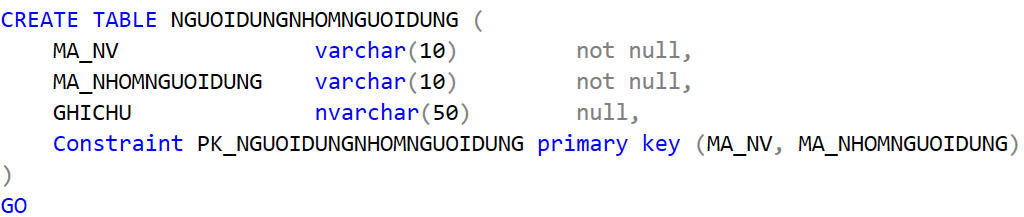 CREATE TABLE NGUOIDUNGNHOMNGUOIDUNG (
    MA_NV               varchar(10)         not null,
    MA_NHOMNGUOIDUNG    varchar(10)         not null,
    GHICHU              nvarchar(50)        null,
    Constraint PK_NGUOIDUNGNHOMNGUOIDUNG primary key (MA_NV, MA_NHOMNGUOIDUNG)
)
GO